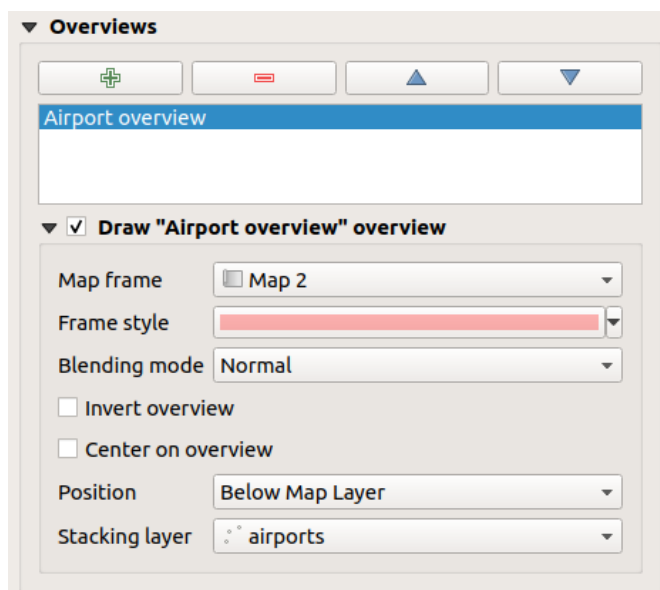 Overviews
Airport overview
Draw "Airport overview" overview
Map frame Map 2
Frame style
Blending mode Normal
Invert overview
Center on overview
Position Below Map Layer
Stacking layer airports